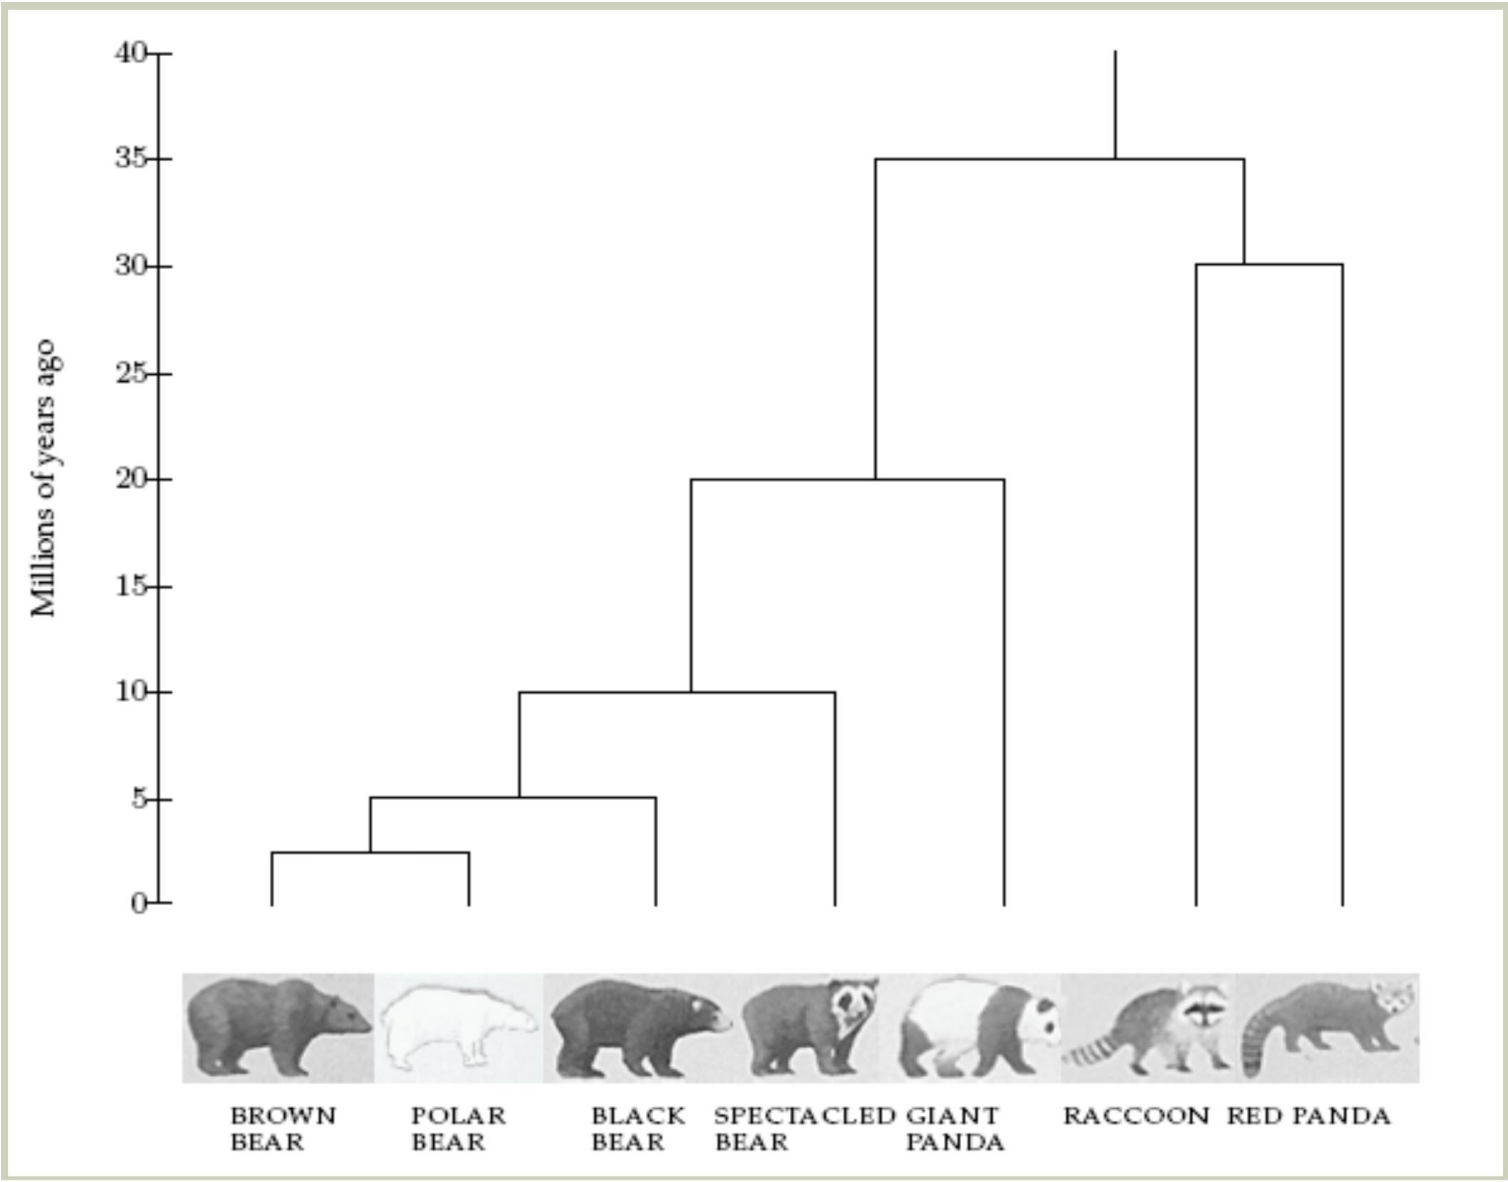 40
35
30
25
20
15
10
5
0
Millions of years ago
BROWN
BEAR
POLAR
BEAR
BLACK
BEAR
SPECTACLED
BEAR
GIANT
PANDA
RACCOON
RED PANDA